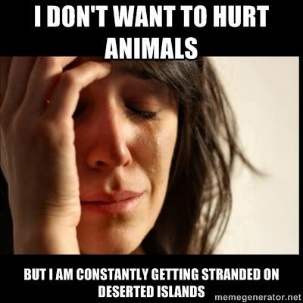 I DON'T WANT TO HURT
ANIMALS
BUT I AM CONSTANTLY GETTING STRANDED ON
DESERTED ISLANDS
memegenerator.net